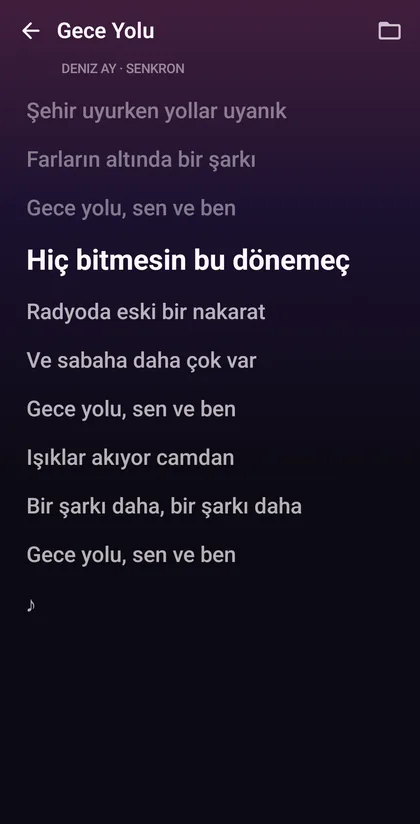 Gece Yolu
DENIZ AY · SENKRON
Şehir uyurken yollar uyanık
Farların altında bir şarkı
Gece yolu, sen ve ben
Hiç bitmesin bu dönemeç
Radyoda eski bir nakarat
Ve sabaha daha çok var
Gece yolu, sen ve ben
Işıklar akıyor camdan
Bir şarkı daha, bir şarkı daha
Gece yolu, sen ve ben
♪